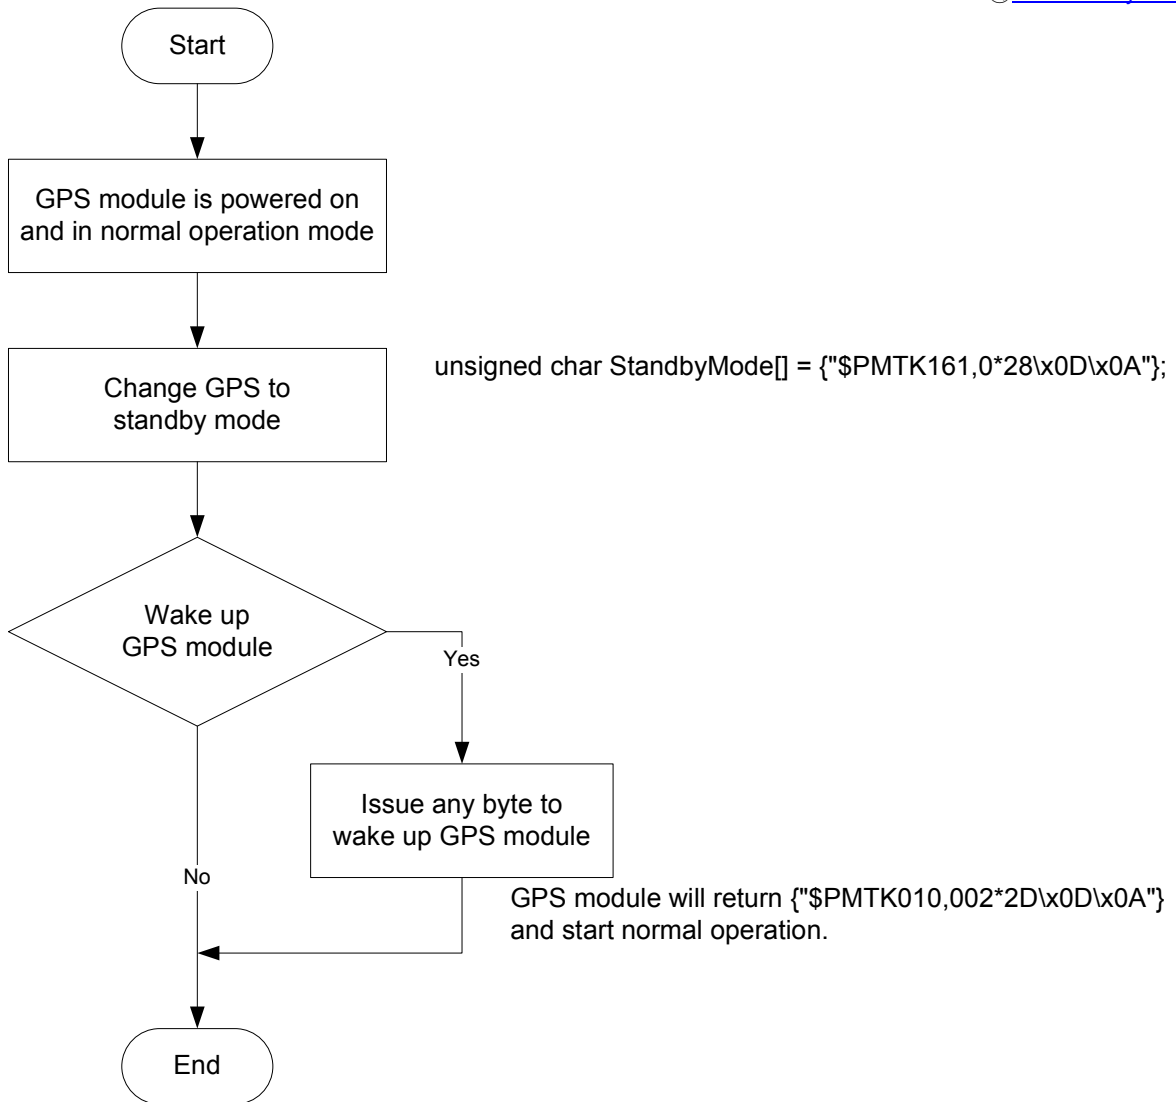 Start
GPS module is powered on
and in normal operation mode
Change GPS to
standby mode
unsigned char StandbyMode[] = {"$PMTK161,0*28\x0D\x0A"};
Wake up
GPS module
Yes
Issue any byte to
wake up GPS module
No
GPS module will return {"$PMTK010,002*2D\x0D\x0A"}
and start normal operation.
End